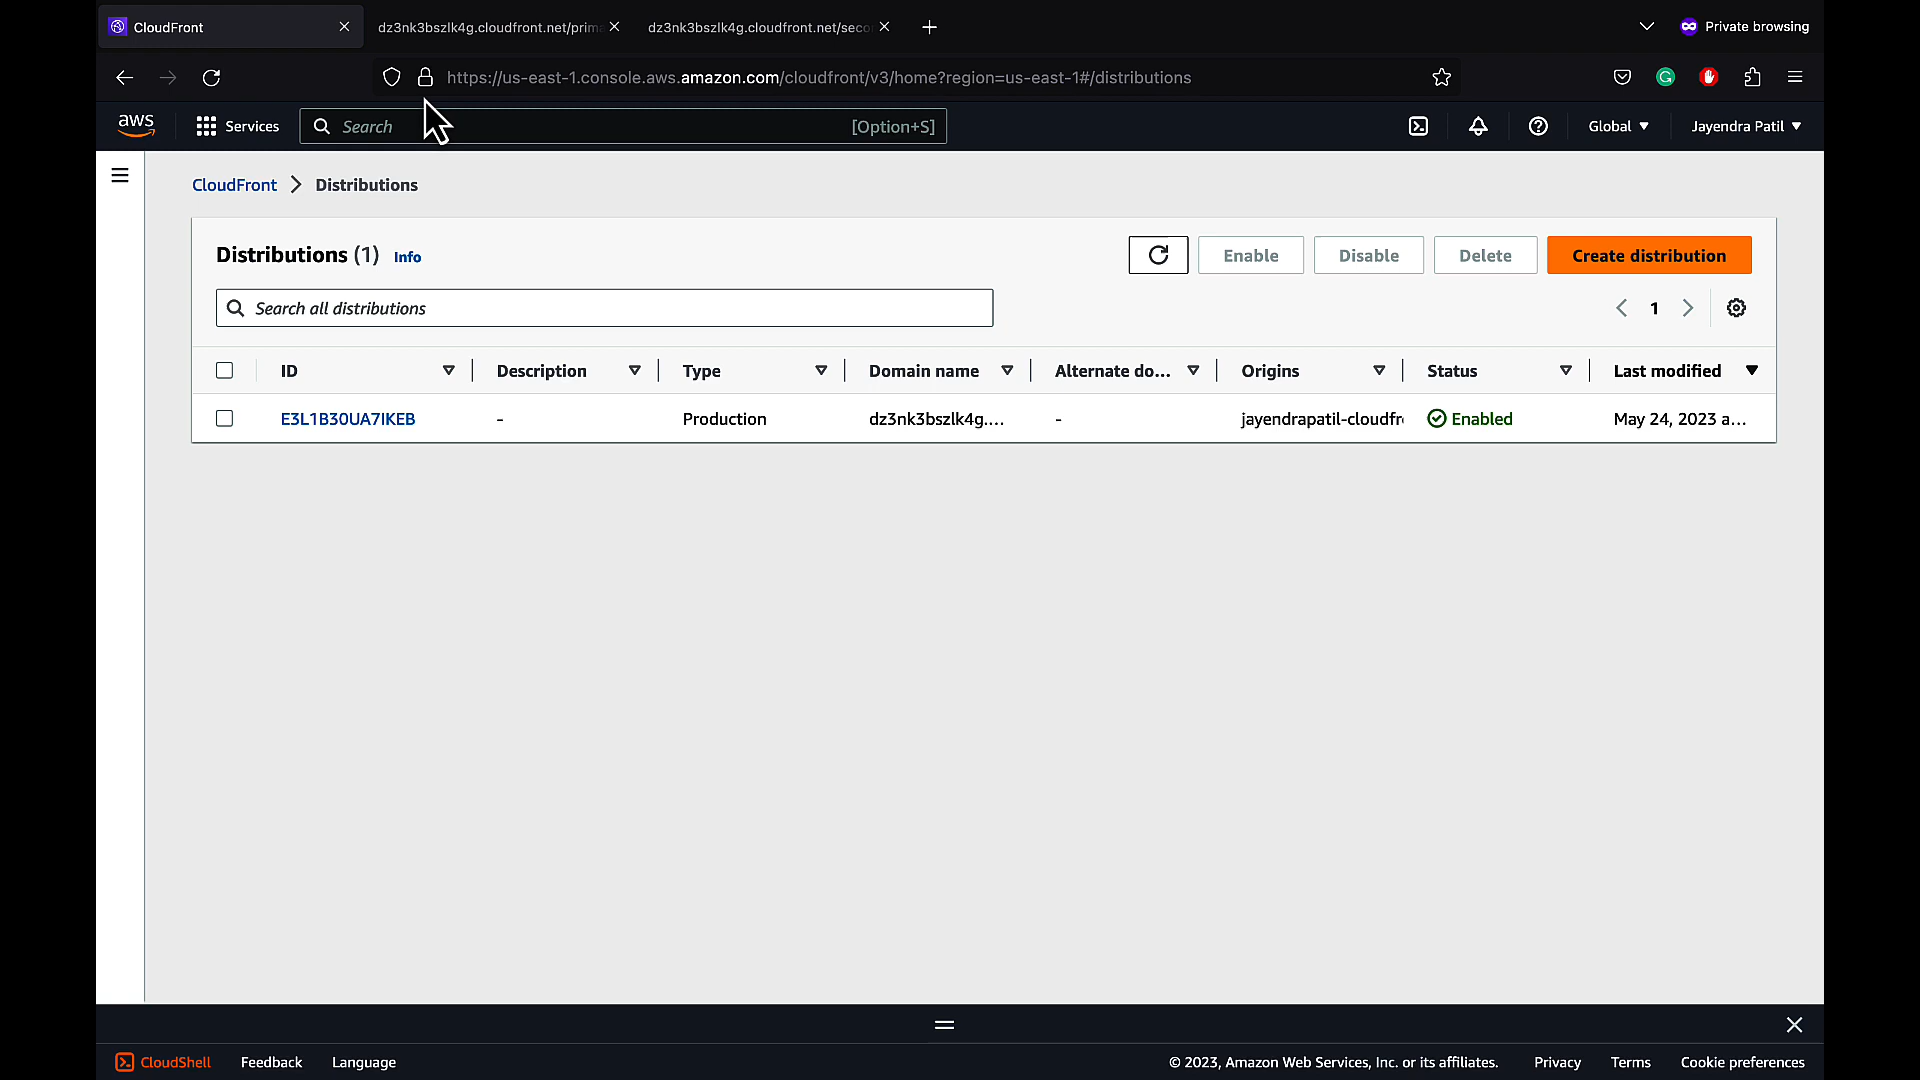 CloudFront
dz3nk3bszlk4g.cloudfront.net/prima
dz3nk3bszlk4g.cloudfront.net/seco
Private browsing
https://us-east-1.console.aws.amazon.com/cloudfront/v3/home?region=us-east-1#/distributions
aws
Services
Search
[Option+S]
Global
Jayendra Patil
CloudFront > Distributions
Distributions (1) Info
Enable
Disable
Delete
Create distribution
Search all distributions
1
ID
Description
Type
Domain name
Alternate do...
Origins
Status
Last modified
E3L1B30UA7IKEB
-
Production
dz3nk3bszlk4g....
-
jayendrapatil-cloudfr
Enabled
May 24, 2023 a...
CloudShell
Feedback
Language
© 2023, Amazon Web Services, Inc. or its affiliates.
Privacy
Terms
Cookie preferences